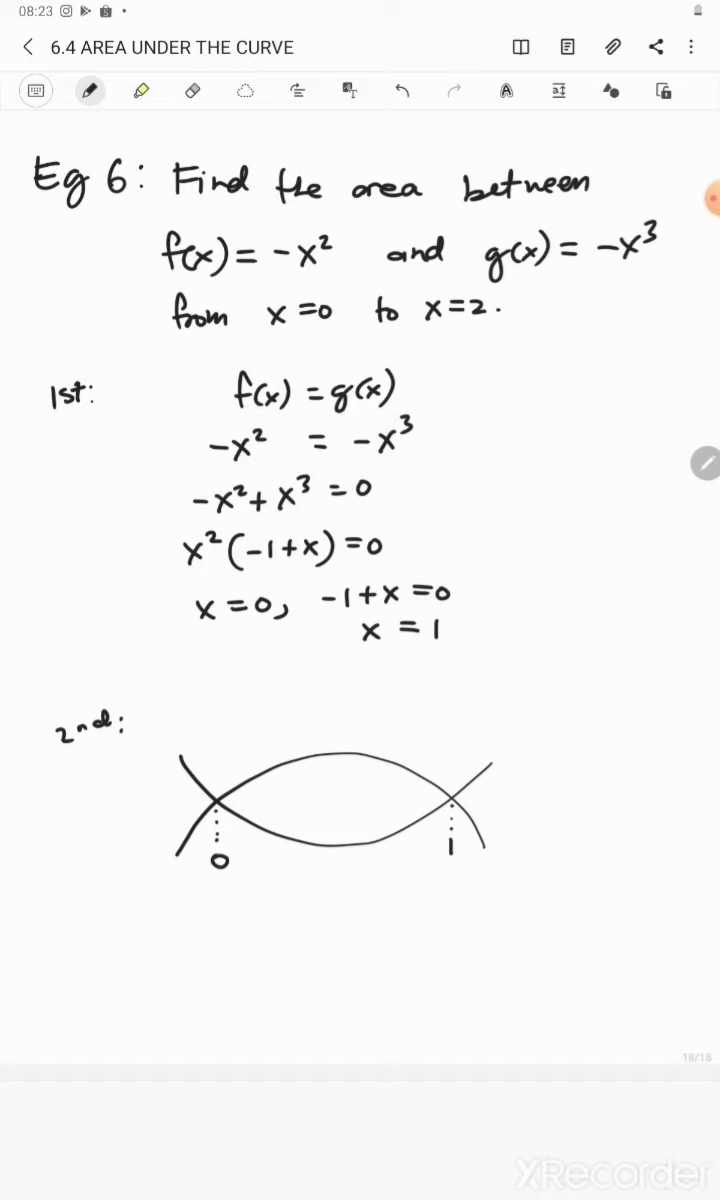 08:23
6.4 AREA UNDER THE CURVE
Eg 6: Find the area between
f(x) = -x² and g(x) = -x³
from x = 0 to x = 2.
1st: f(x) = g(x)
-x² = -x³
-x² + x³ = 0
x² (-1 + x) = 0
x = 0, -1 + x = 0
x = 1
2nd:
0 1
18/18
XRecorder